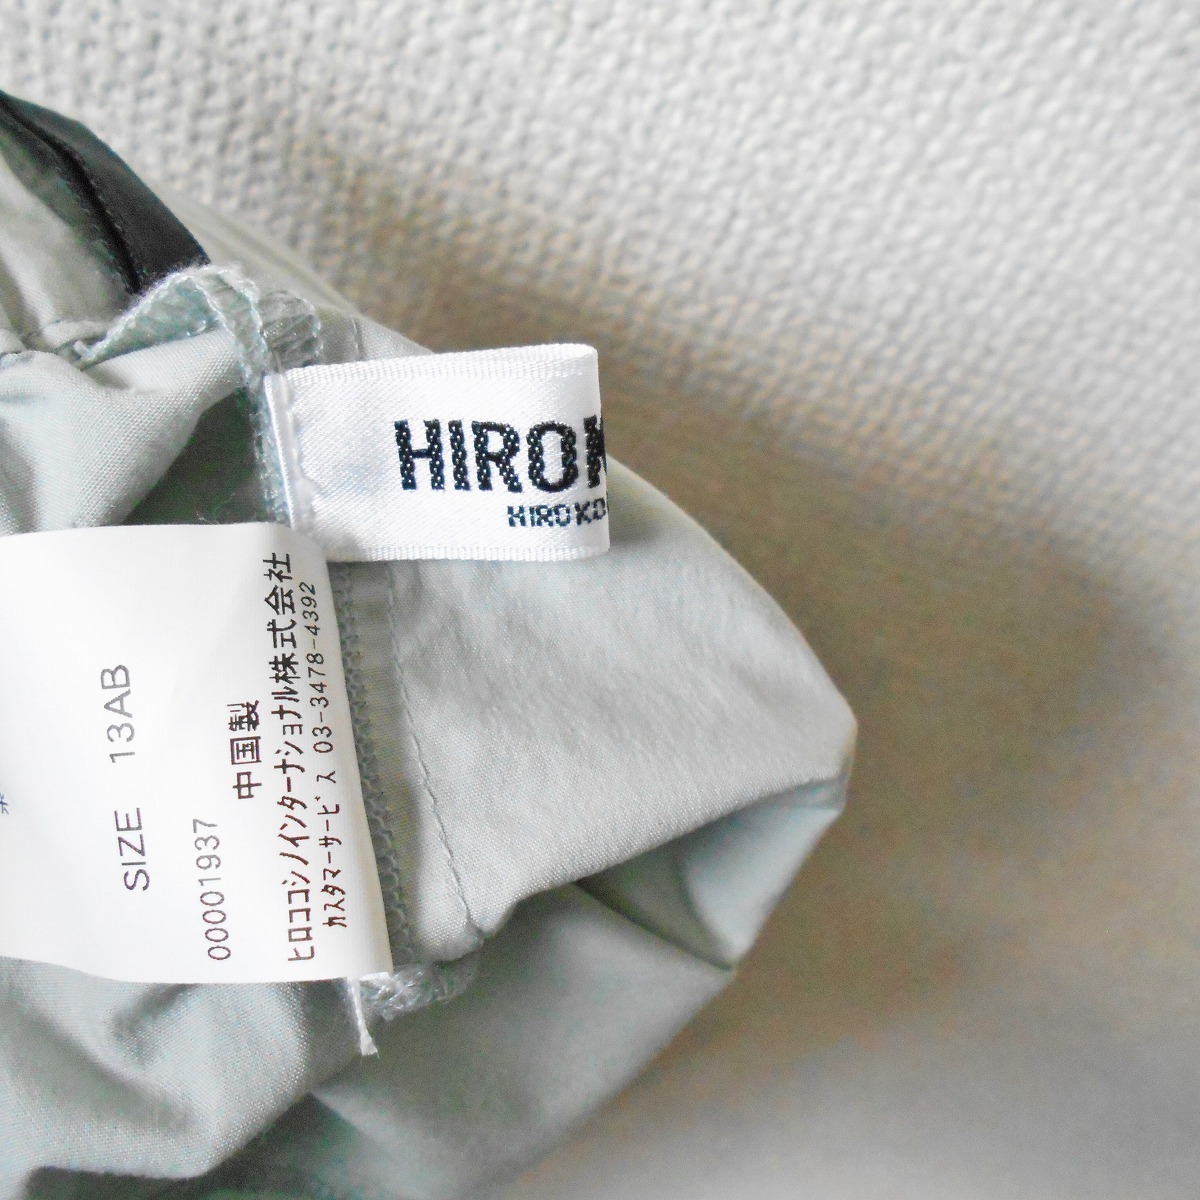 HIROK
HIROKO
SIZE 13AB
00001937
中国製
ヒロココシノインターナショナル株式会社
カスタマーサービス 03-3478-4392